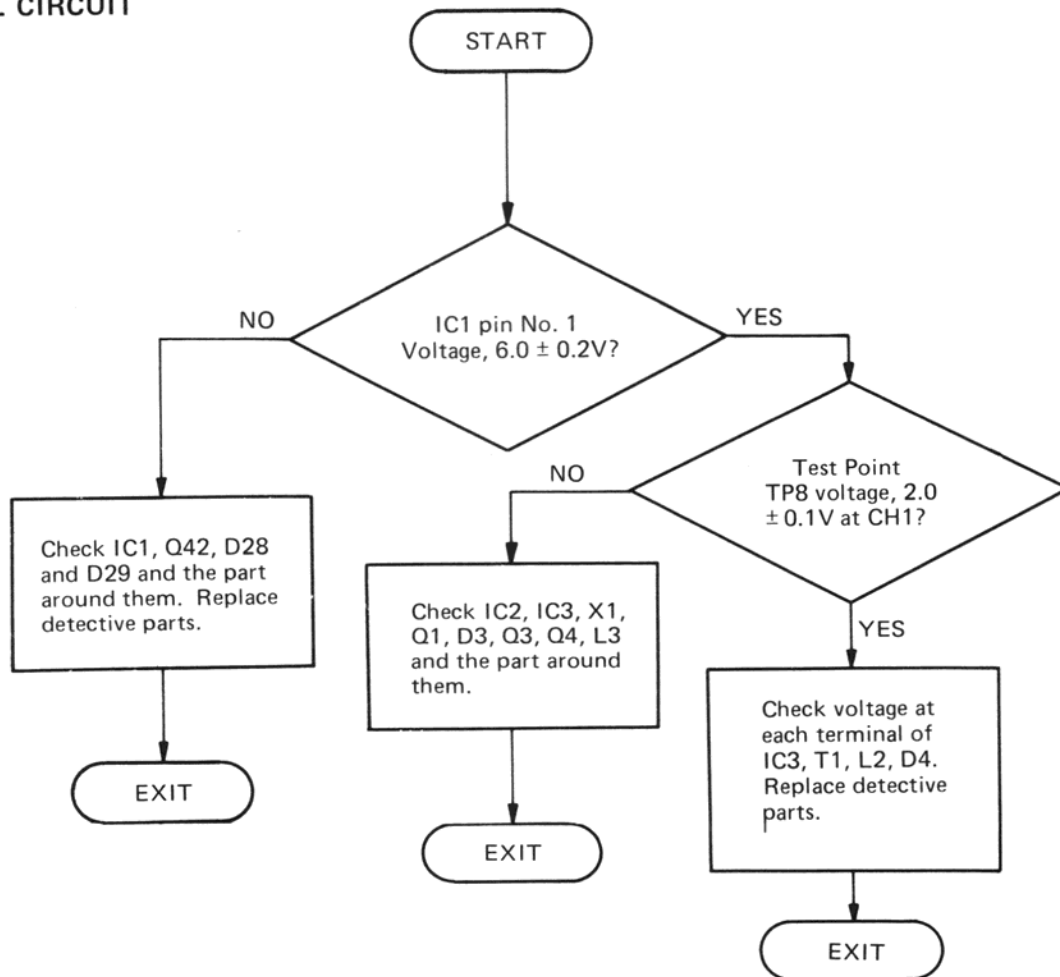 CIRCUIT
START
IC1 pin No. 1
Voltage, 6.0 ± 0.2V?
NO
YES
Check IC1, Q42, D28
and D29 and the part
around them. Replace
detective parts.
EXIT
Test Point
TP8 voltage, 2.0
± 0.1V at CH1?
NO
YES
Check IC2, IC3, X1,
Q1, D3, Q3, Q4, L3
and the part around
them.
EXIT
Check voltage at
each terminal of
IC3, T1, L2, D4.
Replace detective
parts.
EXIT